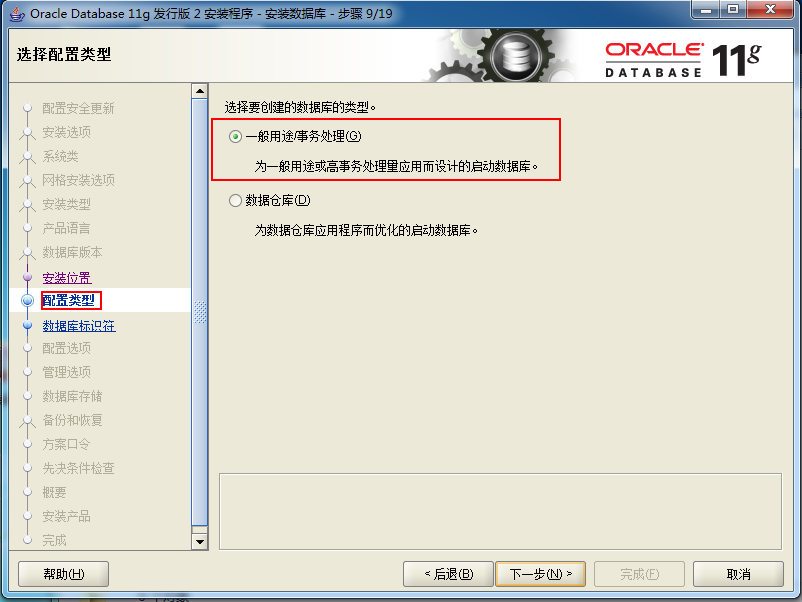 Oracle Database 11g 发行版 2 安装程序 - 安装数据库 - 步骤 9/19
选择配置类型
ORACLE
DATABASE
11g
配置安全更新
安装选项
系统类
网格安装选项
安装类型
产品语言
数据库版本
安装位置
配置类型
数据库标识符
配置选项
管理选项
数据库存储
备份和恢复
方案口令
先决条件检查
概要
安装产品
完成
选择要创建的数据库的类型。
一般用途/事务处理(G)
为一般用途或高事务处理量应用而设计的启动数据库。
数据仓库(D)
为数据仓库应用程序而优化的启动数据库。
帮助(H)
< 后退(B)
下一步(N) >
完成(F)
取消